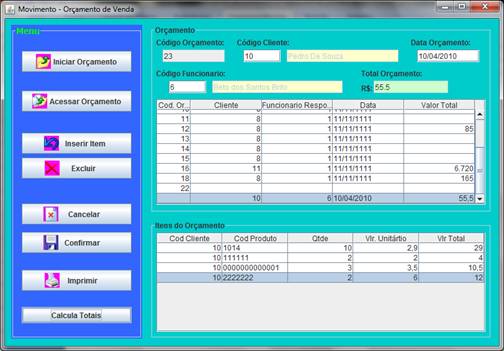 Movimento - Orçamento de Venda
Menu
Iniciar Orçamento
Acessar Orçamento
Inserir Item
Excluir
Cancelar
Confirmar
Imprimir
Calcula Totais
Orçamento
Código Orçamento: Código Cliente: Data Orçamento:
23 10 Pedro De Souza 10/04/2010
Código Funcionario: Total Orçamento:
6 Beto dos Santos Brito R$: 55.5
Cod. Or... Cliente Funcionario Respo... Data Valor Total
10 8 1 11/11/1111
11 8 1 11/11/1111
12 8 1 11/11/1111 85
13 8 1 11/11/1111
14 8 1 11/11/1111
15 8 1 11/11/1111
16 11 1 11/11/1111 6.720
18 8 1 11/11/1111 165
22
10 6 10/04/2010 55,5
Itens do Orçamento
Cod Cliente Cod Produto Qtde Vlr. Unitártio Vlr Total
10 1014 10 2,9 29
10 111111 2 2 4
10 0000000000001 3 3,5 10,5
10 2222222 2 6 12